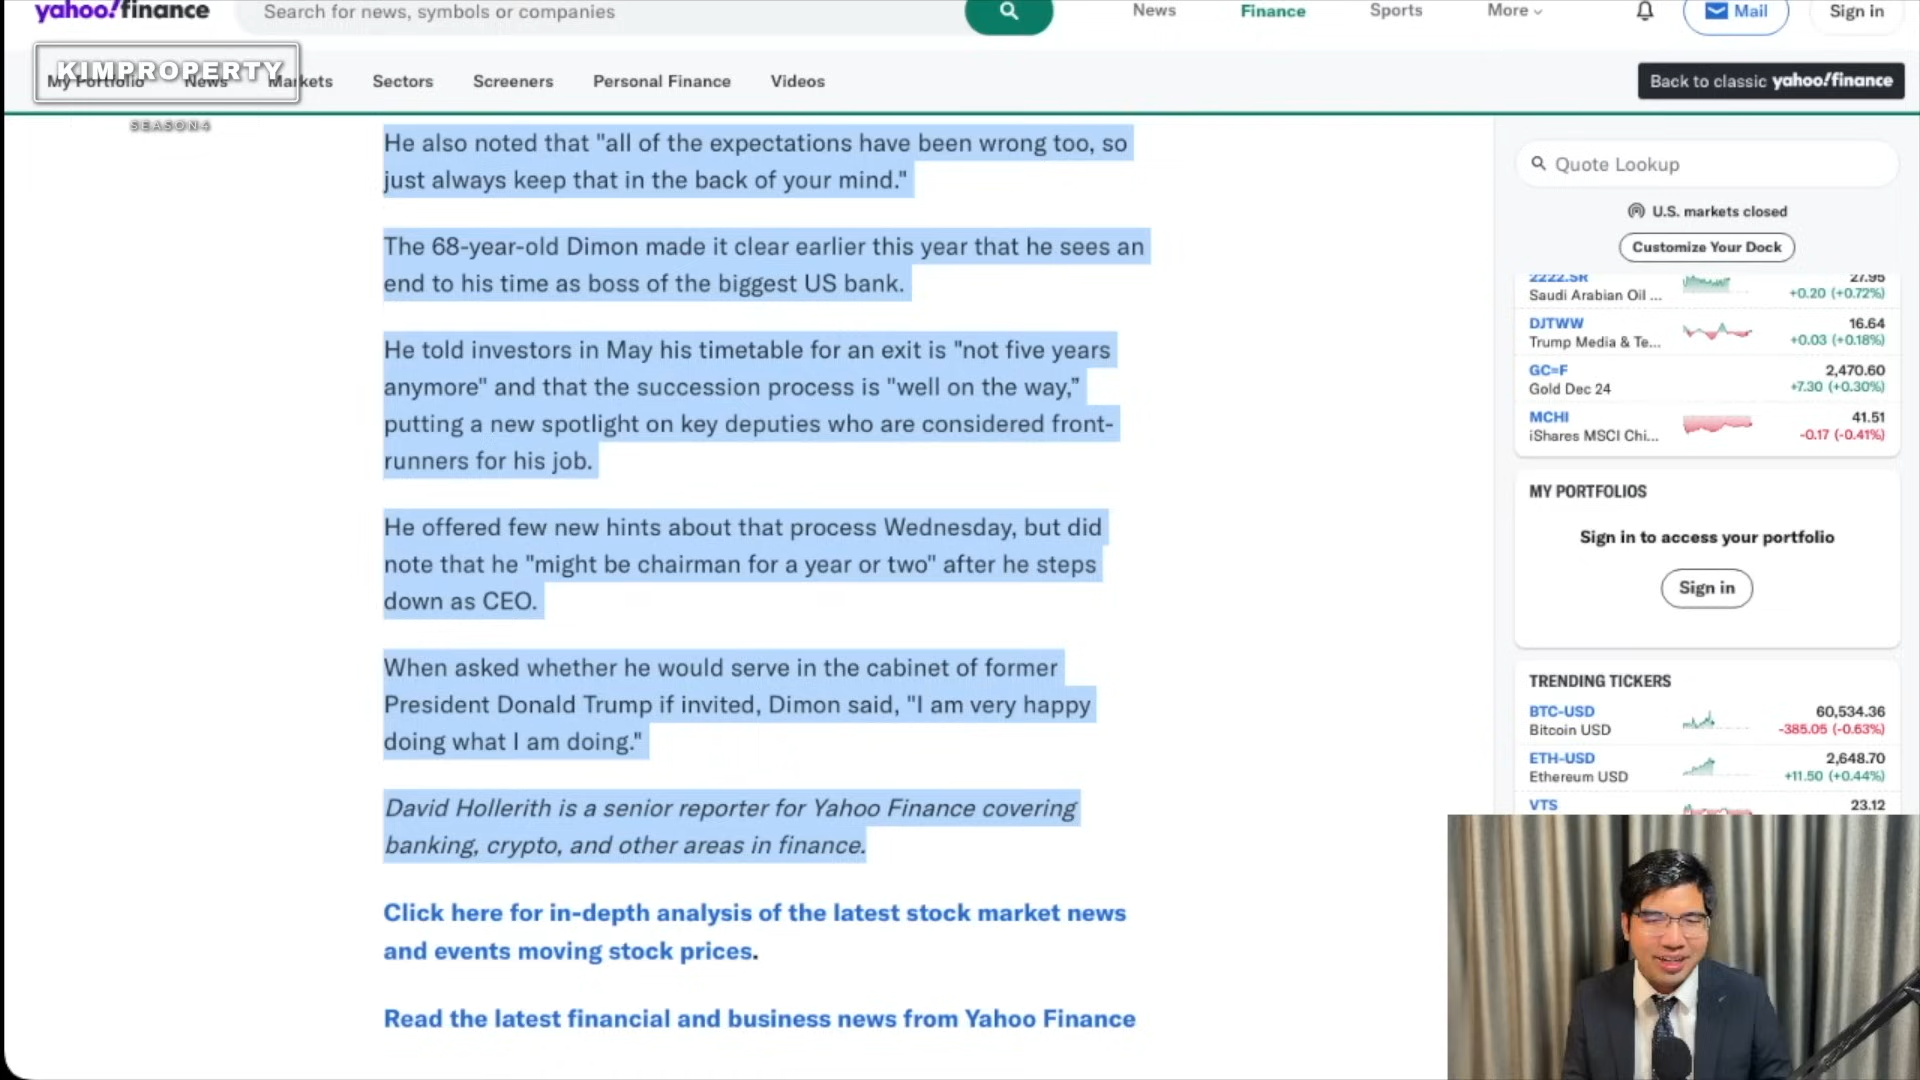 yahoo!finance
Search for news, symbols or companies
News
Finance
Sports
More
Mail
Sign in
KIMPROPERTY
SEASON4
My Portfolio
News
Markets
Sectors
Screeners
Personal Finance
Videos
Back to classic yahoo!finance
He also noted that "all of the expectations have been wrong too, so
just always keep that in the back of your mind."
The 68-year-old Dimon made it clear earlier this year that he sees an
end to his time as boss of the biggest US bank.
He told investors in May his timetable for an exit is "not five years
anymore" and that the succession process is "well on the way,”
putting a new spotlight on key deputies who are considered front-
runners for his job.
He offered few new hints about that process Wednesday, but did
note that he "might be chairman for a year or two" after he steps
down as CEO.
When asked whether he would serve in the cabinet of former
President Donald Trump if invited, Dimon said, "I am very happy
doing what I am doing."
David Hollerith is a senior reporter for Yahoo Finance covering
banking, crypto, and other areas in finance.
Click here for in-depth analysis of the latest stock market news
and events moving stock prices.
Read the latest financial and business news from Yahoo Finance
Quote Lookup
U.S. markets closed
Customize Your Dock
2222.SR 27.95
Saudi Arabian Oil ... +0.20 (+0.72%)
DJTWW 16.64
Trump Media & Te... +0.03 (+0.18%)
GC=F 2,470.60
Gold Dec 24 +7.30 (+0.30%)
MCHI 41.51
iShares MSCI Chi... -0.17 (-0.41%)
MY PORTFOLIOS
Sign in to access your portfolio
Sign in
TRENDING TICKERS
BTC-USD 60,534.36
Bitcoin USD -385.05 (-0.63%)
ETH-USD 2,648.70
Ethereum USD +11.50 (+0.44%)
VTS 23.12